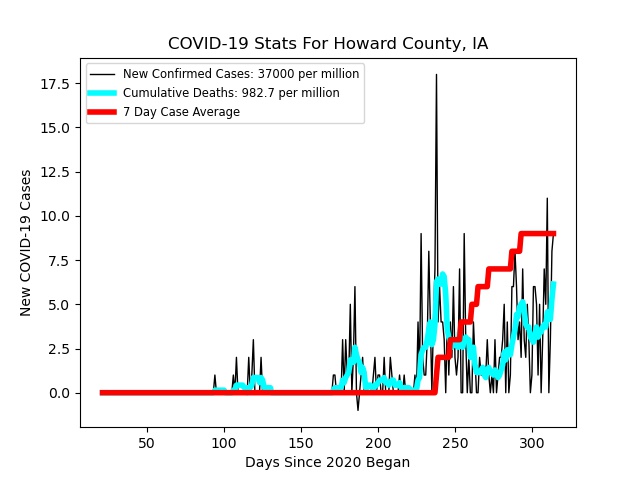 COVID-19 Stats For Howard County, IA
New Confirmed Cases: 37000 per million
Cumulative Deaths: 982.7 per million
7 Day Case Average
17.5
15.0
12.5
10.0
7.5
5.0
2.5
0.0
New COVID-19 Cases
50 100 150 200 250 300
Days Since 2020 Began